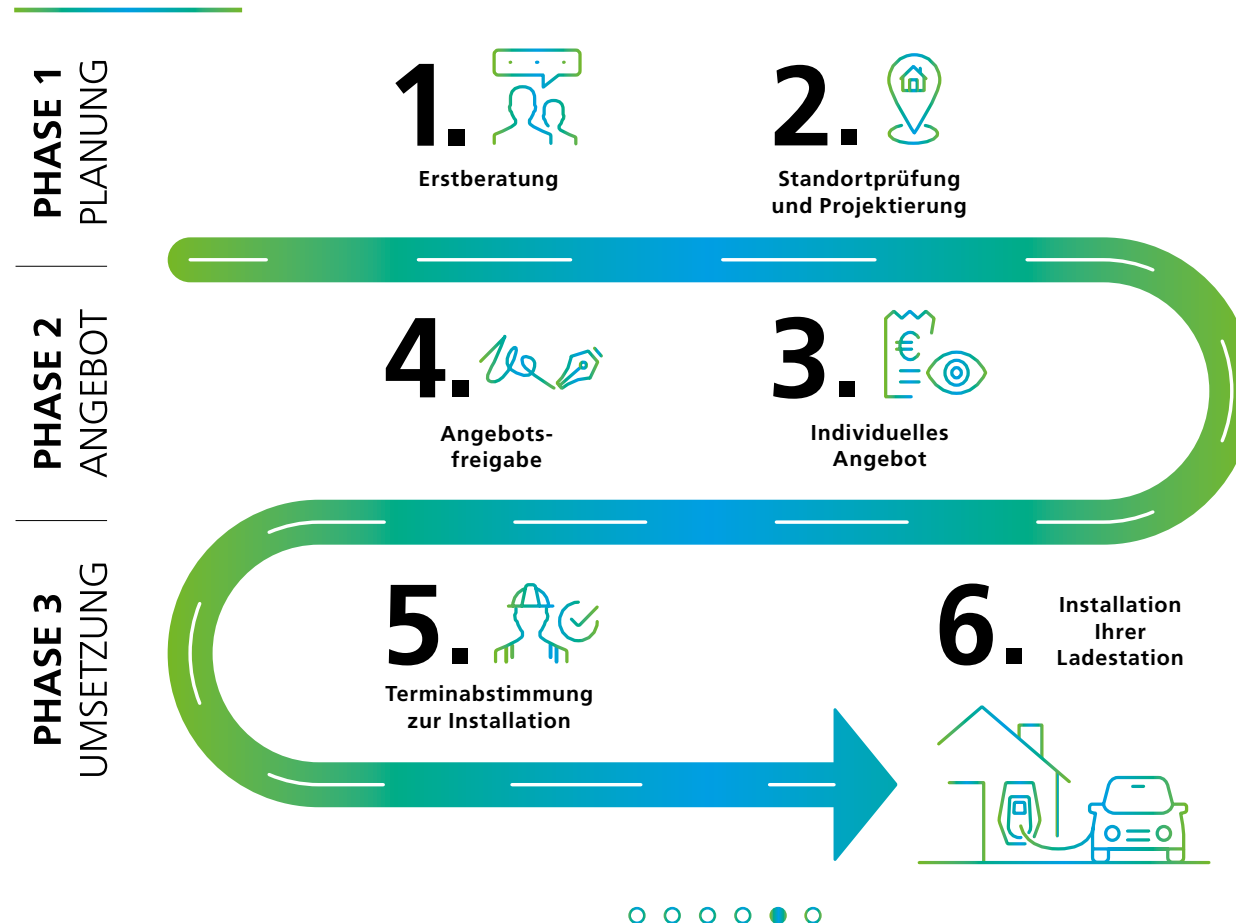 PHASE 1
PLANUNG
1.
Erstberatung
2.
Standortprüfung
und Projektierung
PHASE 2
ANGEBOT
3.
€
Individuelles
Angebot
4.
Angebots-
freigabe
PHASE 3
UMSETZUNG
5.
Terminabstimmung
zur Installation
6.
Installation
Ihrer
Ladestation